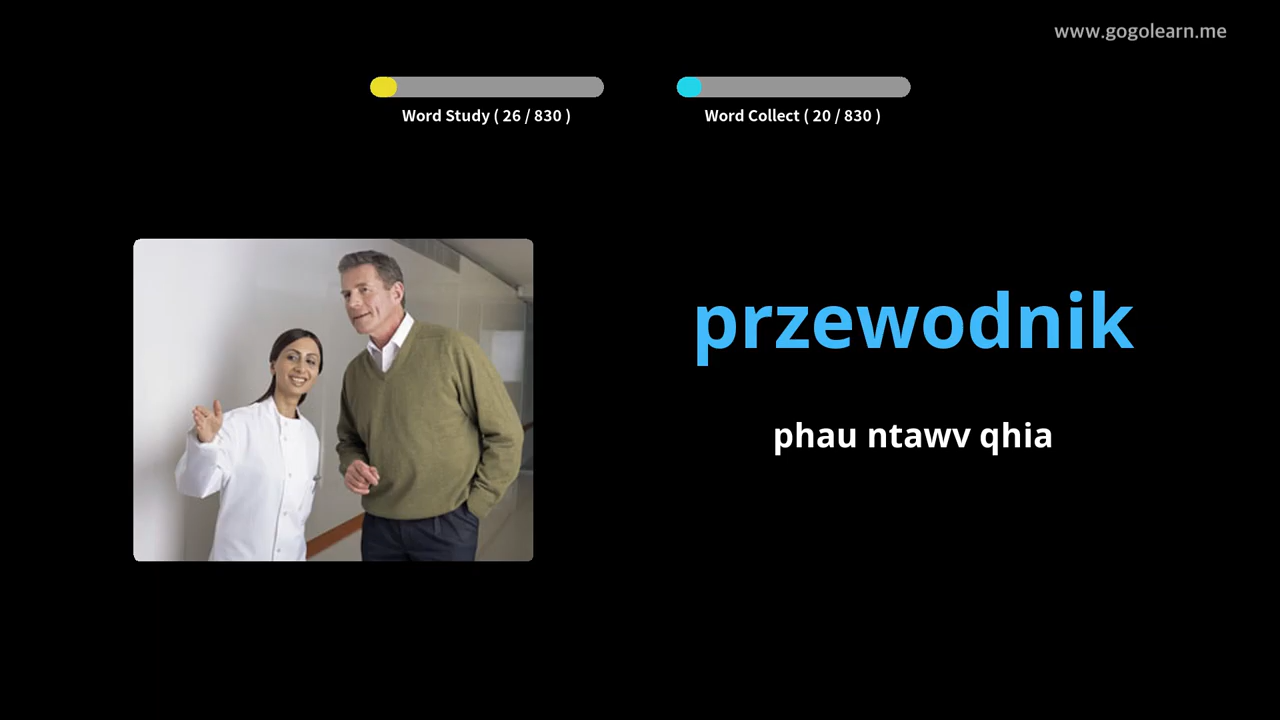 www.gogolearn.me
Word Study ( 26 / 830 )
Word Collect ( 20 / 830 )
przewodnik
phau ntawv qhia